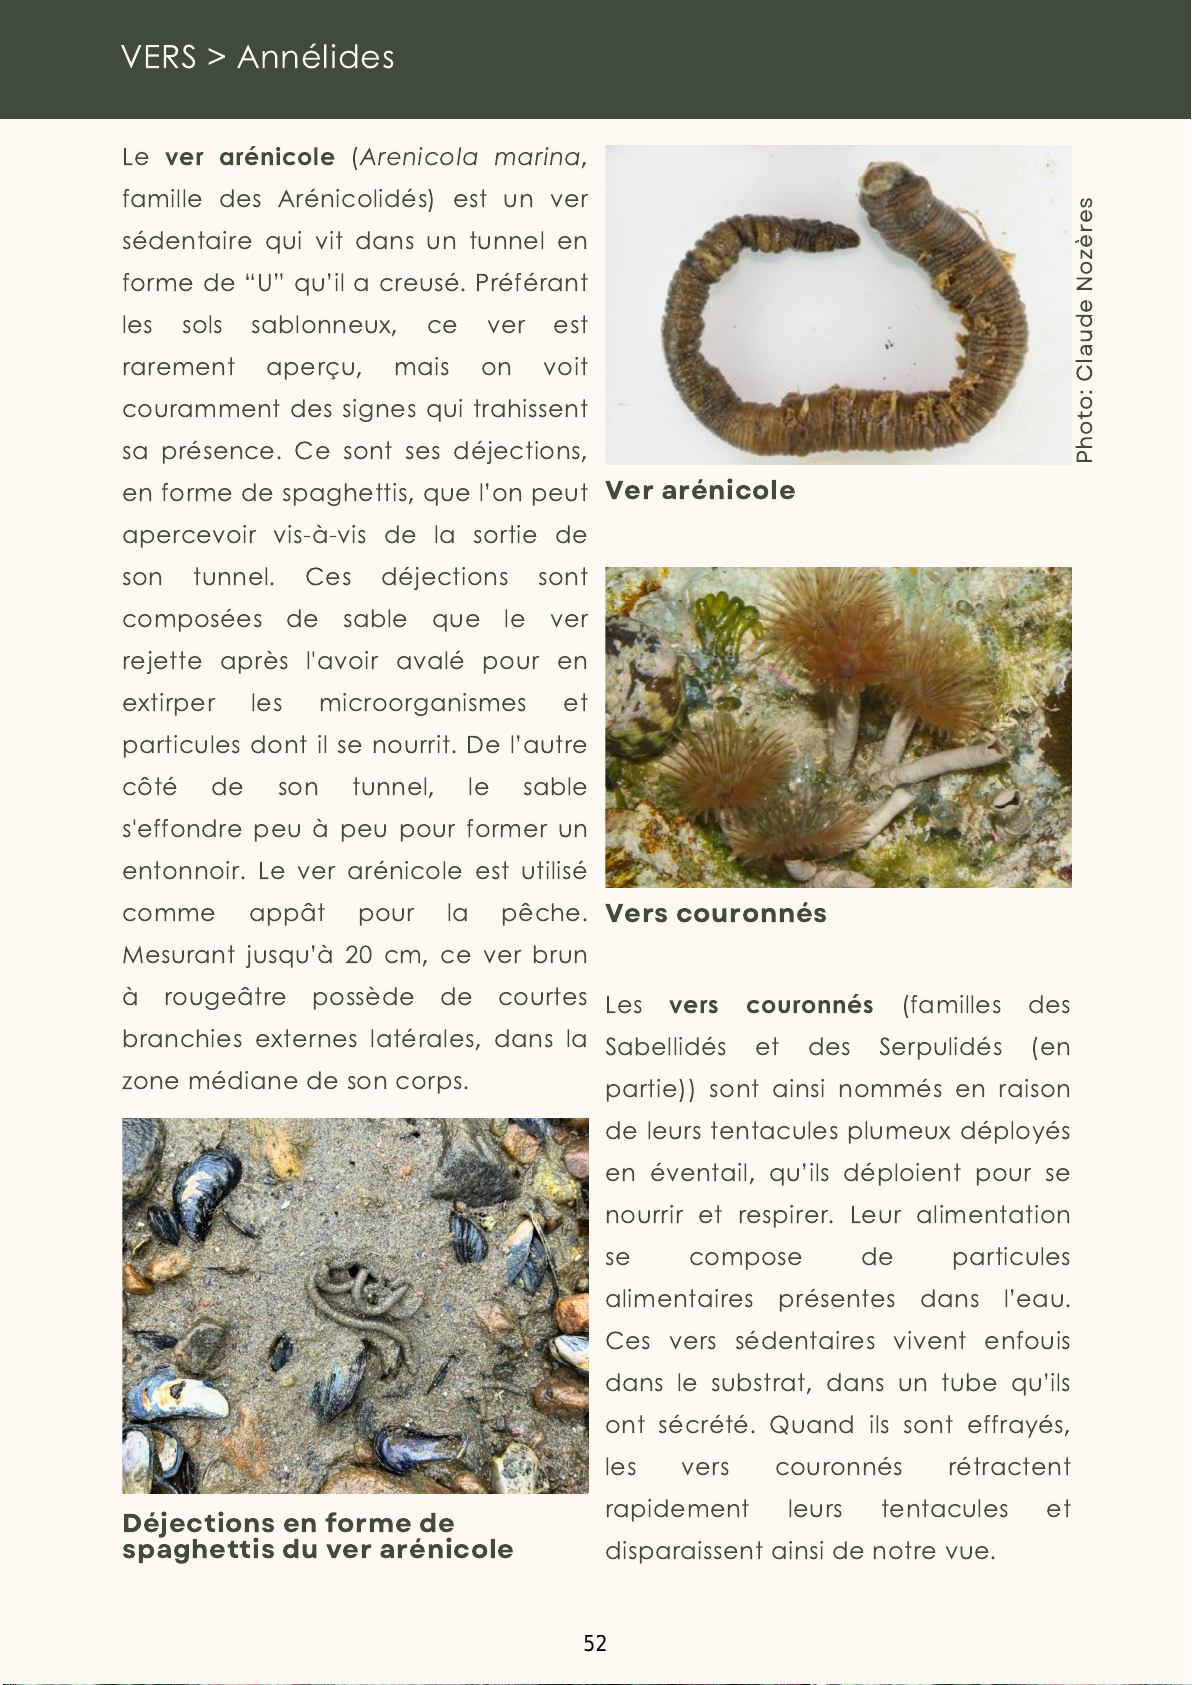 VERS > Annélides
Le ver arénicole (Arenicola marina,
famille des Arénicolidés) est un ver
sédentaire qui vit dans un tunnel en
forme de “U” qu’il a creusé. Préférant
les sols sablonneux, ce ver est
rarement aperçu, mais on voit
couramment des signes qui trahissent
sa présence. Ce sont ses déjections,
en forme de spaghettis, que l’on peut
apercevoir vis-à-vis de la sortie de
son tunnel. Ces déjections sont
composées de sable que le ver
rejette après l'avoir avalé pour en
extirper les microorganismes et
particules dont il se nourrit. De l’autre
côté de son tunnel, le sable
s'effondre peu à peu pour former un
entonnoir. Le ver arénicole est utilisé
comme appât pour la pêche.
Mesurant jusqu’à 20 cm, ce ver brun
à rougeâtre possède de courtes
branchies externes latérales, dans la
zone médiane de son corps.
Déjections en forme de
spaghettis du ver arénicole
Photo: Claude Nozères
Ver arénicole
Vers couronnés
Les vers couronnés (familles des
Sabellidés et des Serpulidés (en
partie)) sont ainsi nommés en raison
de leurs tentacules plumeux déployés
en éventail, qu’ils déploient pour se
nourrir et respirer. Leur alimentation
se compose de particules
alimentaires présentes dans l’eau.
Ces vers sédentaires vivent enfouis
dans le substrat, dans un tube qu’ils
ont sécrété. Quand ils sont effrayés,
les vers couronnés rétractent
rapidement leurs tentacules et
disparaissent ainsi de notre vue.
52